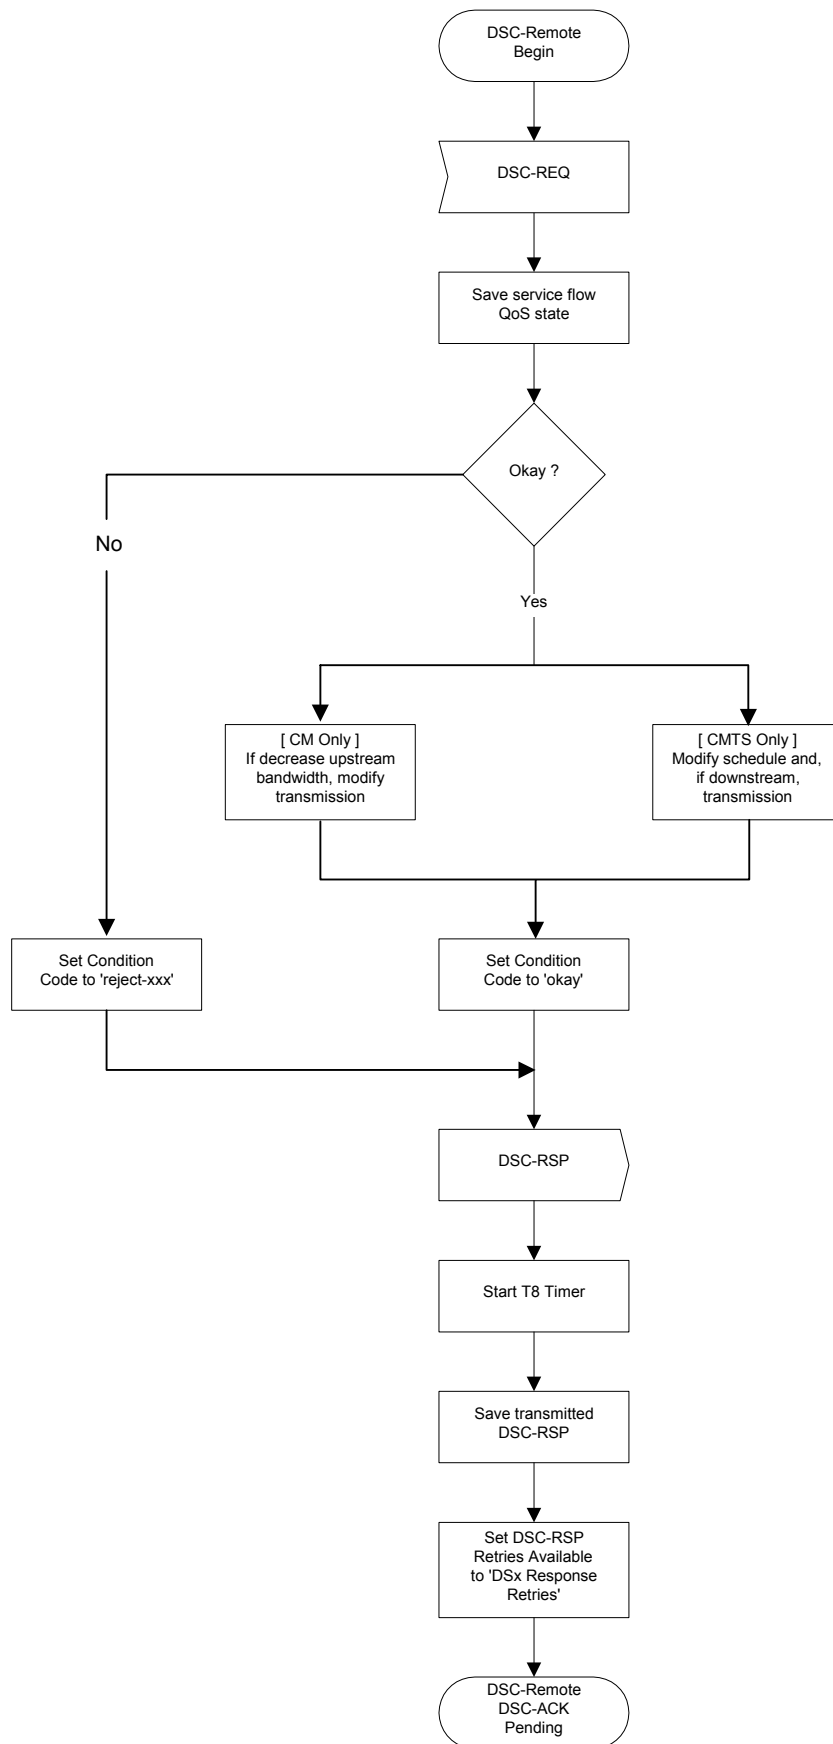 DSC-Remote
Begin
DSC-REQ
Save service flow
QoS state
Okay ?
No
Yes
[ CM Only ]
If decrease upstream
bandwidth, modify
transmission
[ CMTS Only ]
Modify schedule and,
if downstream,
transmission
Set Condition
Code to 'reject-xxx'
Set Condition
Code to 'okay'
DSC-RSP
Start T8 Timer
Save transmitted
DSC-RSP
Set DSC-RSP
Retries Available
to 'DSx Response
Retries'
DSC-Remote
DSC-ACK
Pending